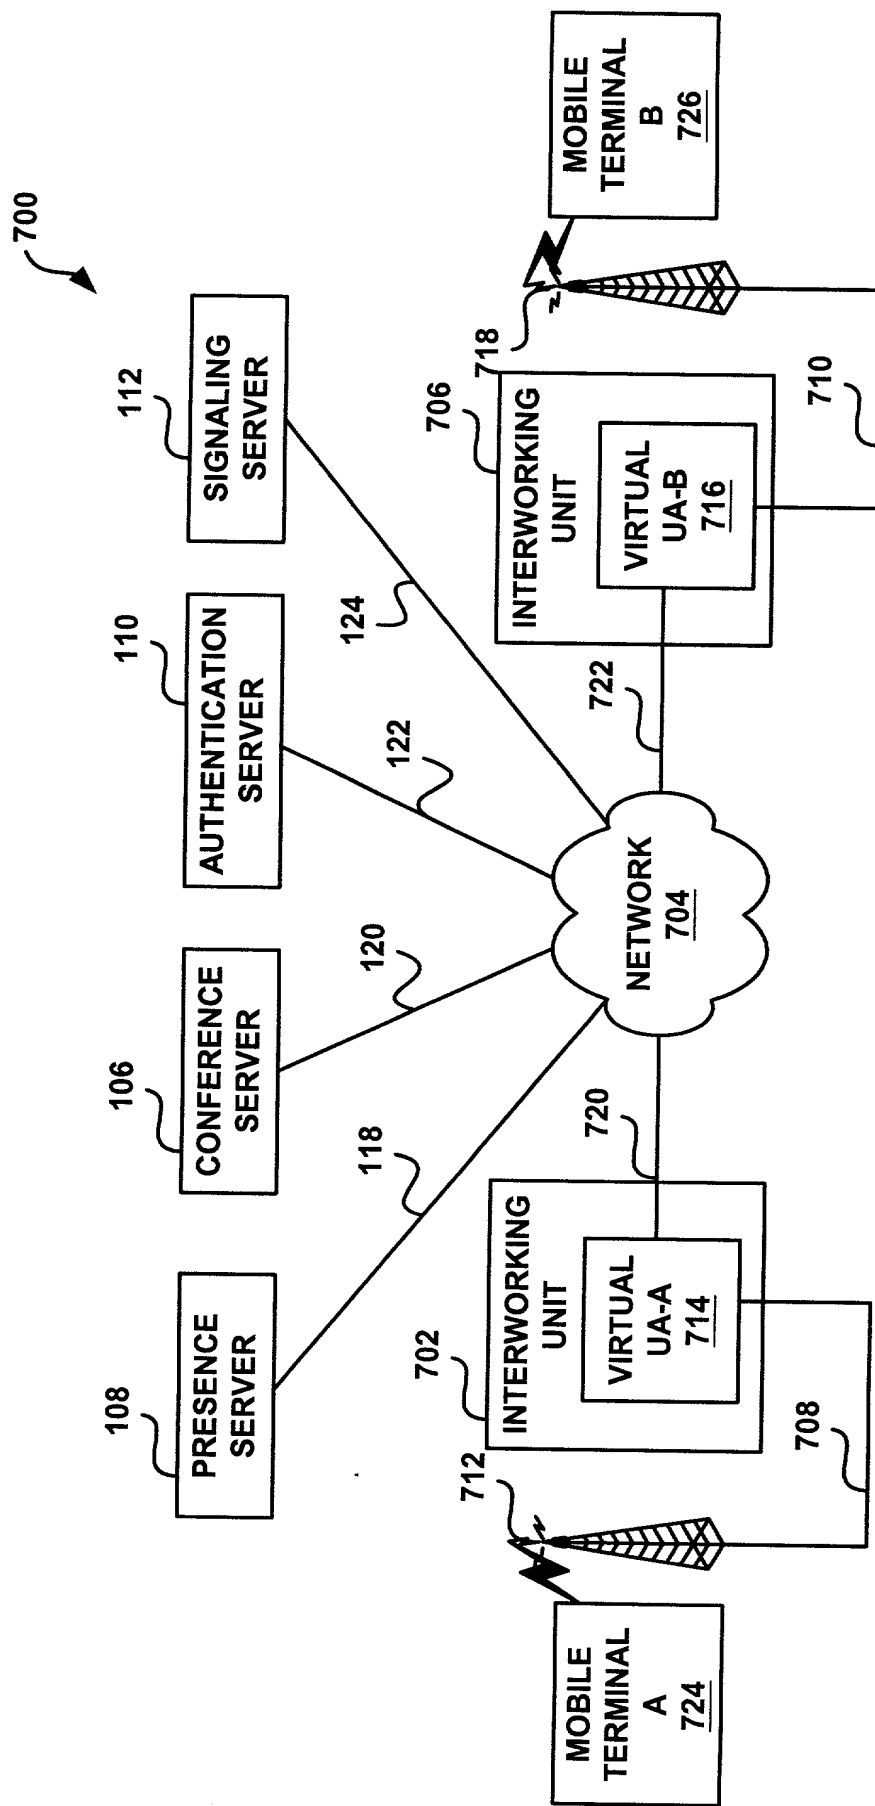 700
108
PRESENCE
SERVER
106
CONFERENCE
SERVER
110
AUTHENTICATION
SERVER
112
SIGNALING
SERVER
118
120
122
124
702
INTERWORKING
UNIT
VIRTUAL
UA-A
714
720
NETWORK
704
722
706
INTERWORKING
UNIT
VIRTUAL
UA-B
716
712
718
MOBILE
TERMINAL
A
724
708
710
MOBILE
TERMINAL
B
726